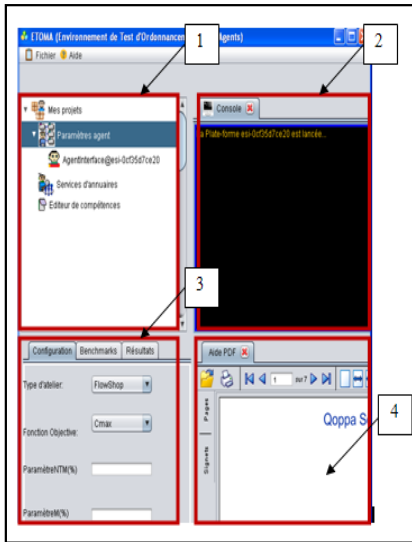 ETOMA (Environnement de Test d'Ordonnancem Agents)
Fichier Aide
1
2
Mes projets
Paramètres agent
AgentInterface@esi-0cf35d7ce20
Services d'annuaires
Editeur de compétences
Console
a Plate-forme esi-0cf35d7ce20 est lancée...
3
Configuration Benchmarks Résultats
Type d'atelier: FlowShop
Fonction Objective: Cmax
ParamètreNTM(%)
ParamètreM(%)
Aide PDF
1 sur 7
Pages
Signets
Qoppa S
4